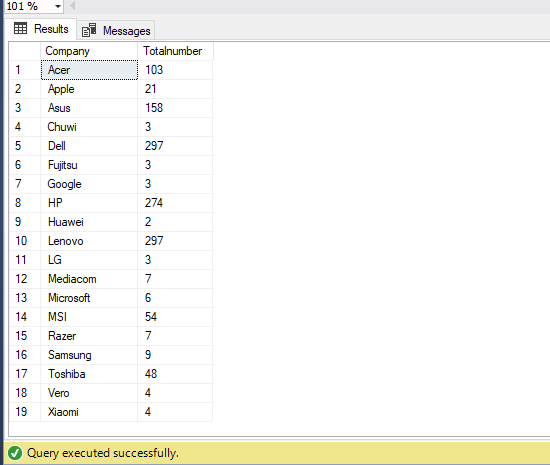 101 %
Results Messages
Company Totalnumber
1 Acer 103
2 Apple 21
3 Asus 158
4 Chuwi 3
5 Dell 297
6 Fujitsu 3
7 Google 3
8 HP 274
9 Huawei 2
10 Lenovo 297
11 LG 3
12 Mediacom 7
13 Microsoft 6
14 MSI 54
15 Razer 7
16 Samsung 9
17 Toshiba 48
18 Vero 4
19 Xiaomi 4
Query executed successfully.